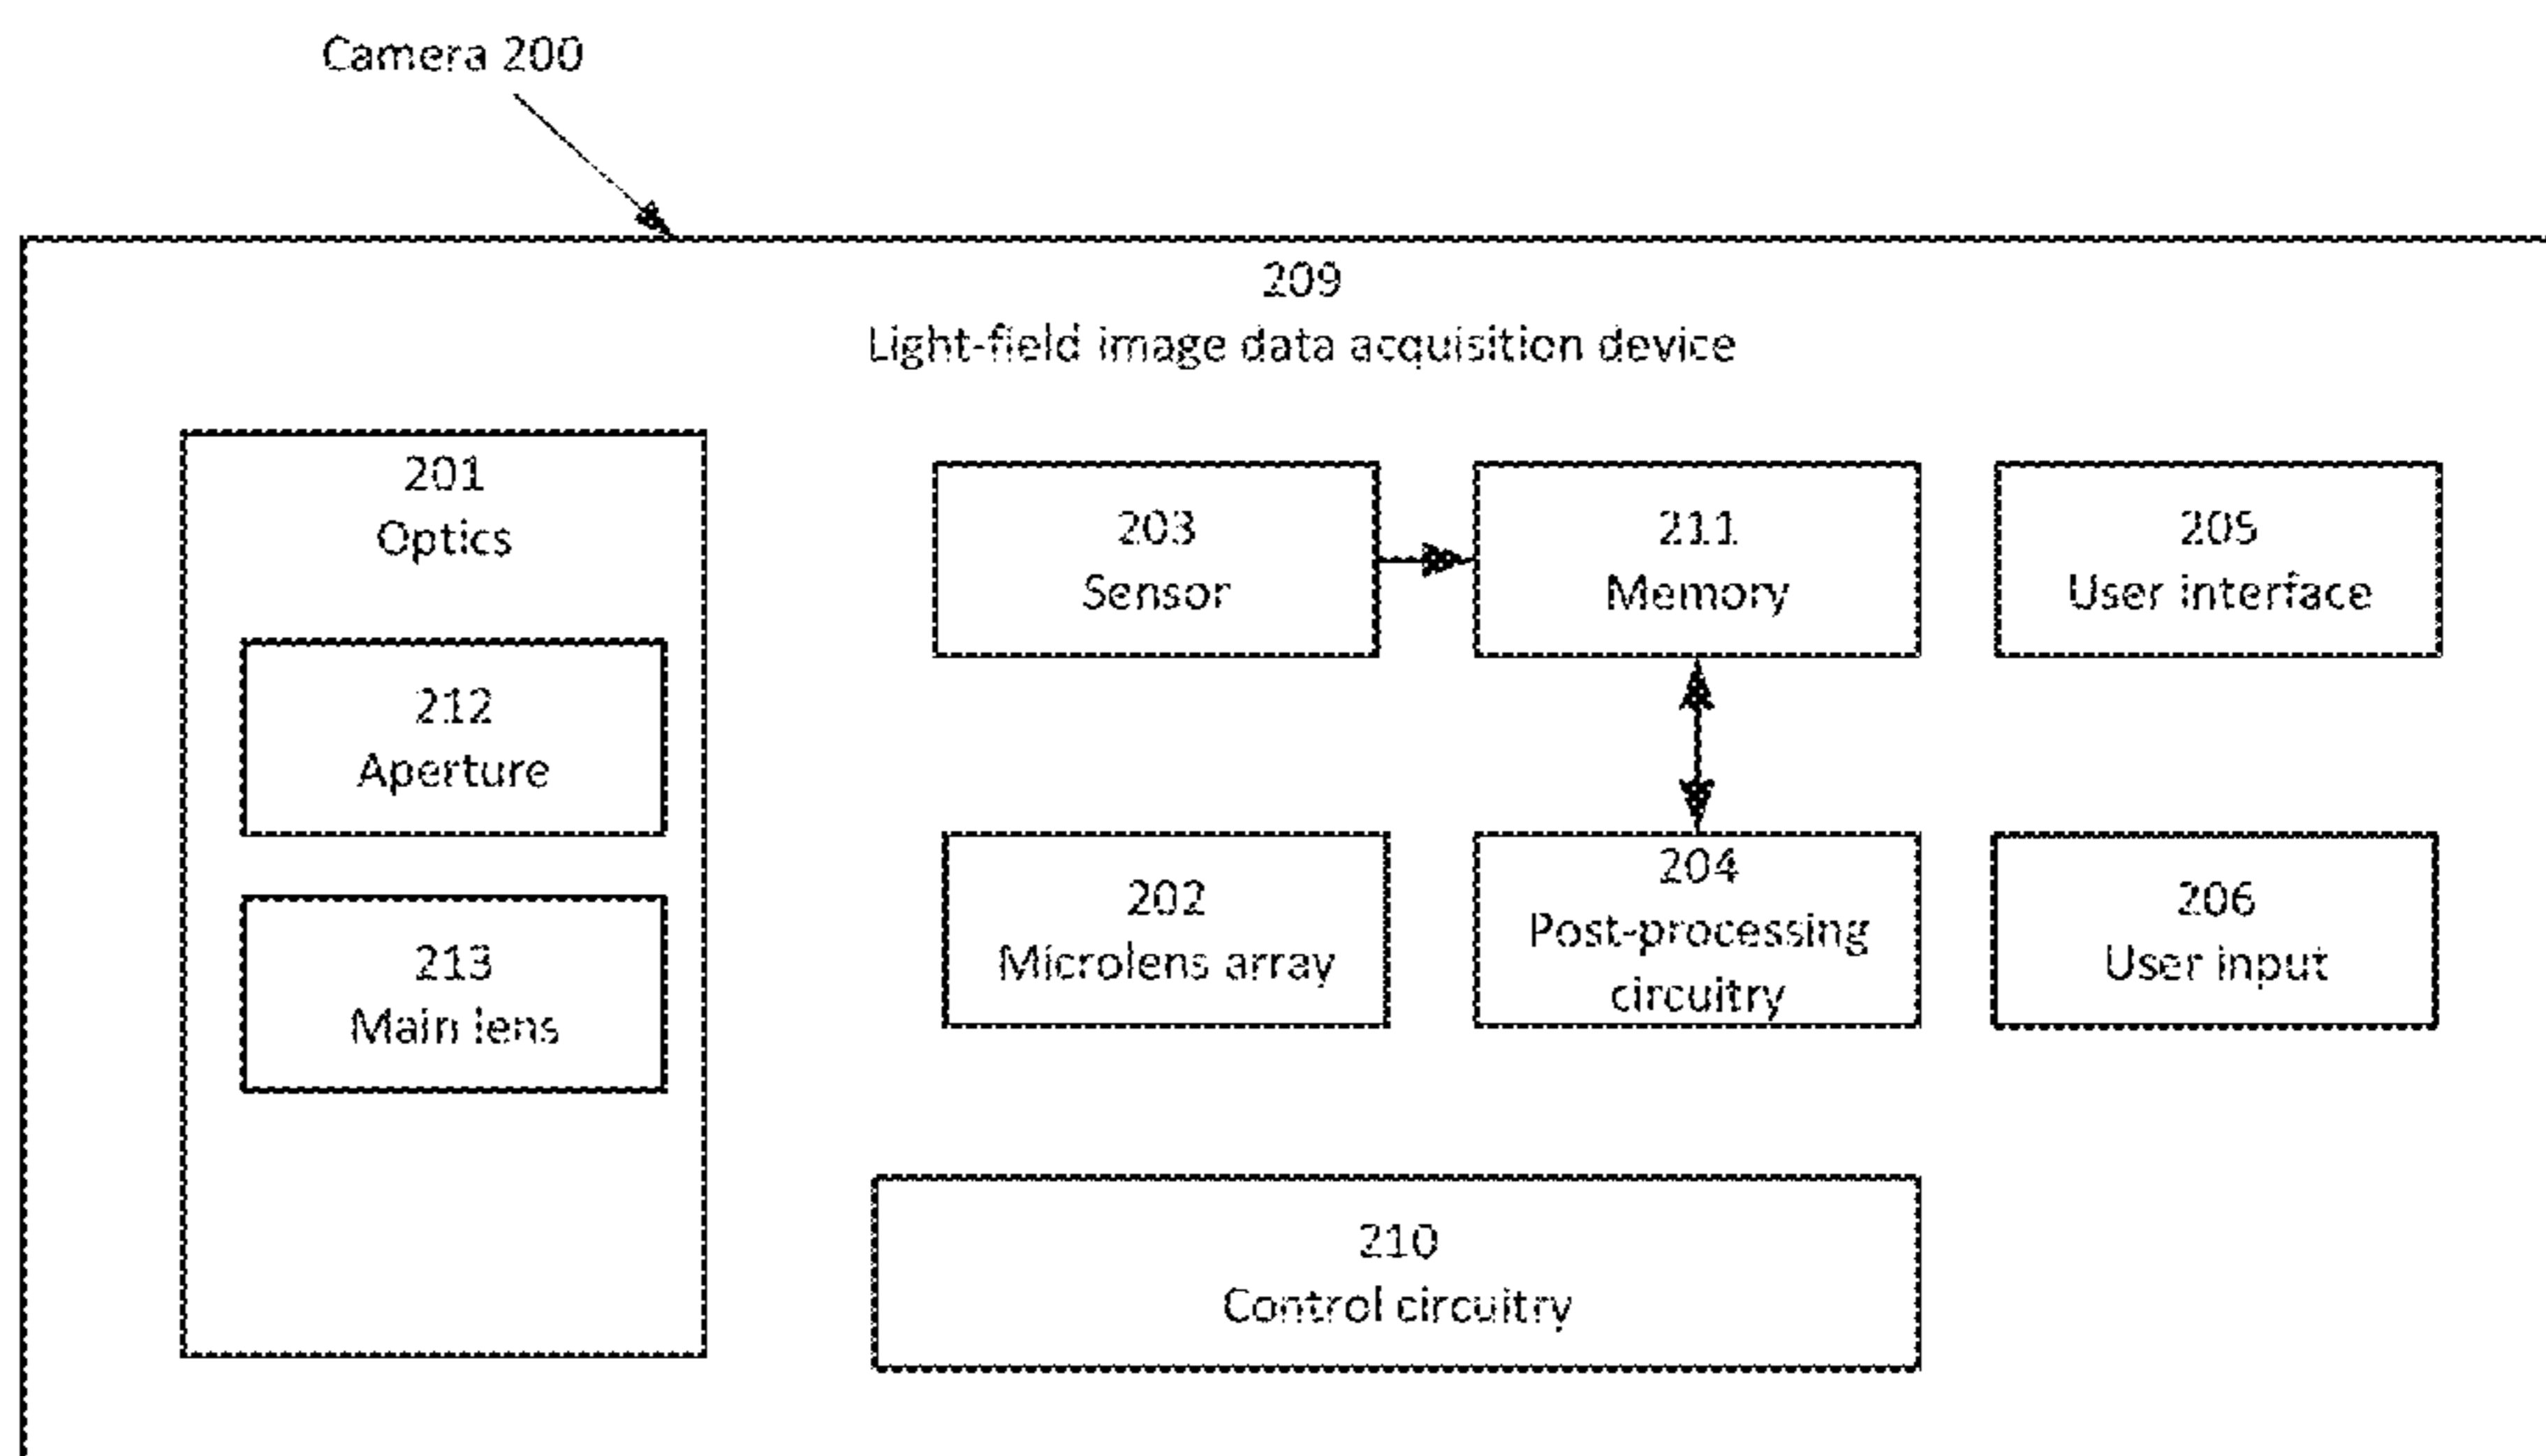 Camera 200
209
Light-field image data acquisition device
201
Optics
212
Aperture
213
Main lens
203
Sensor
211
Memory
205
User interface
202
Microlens array
204
Post-processing
circuitry
206
User input
210
Control circuitry